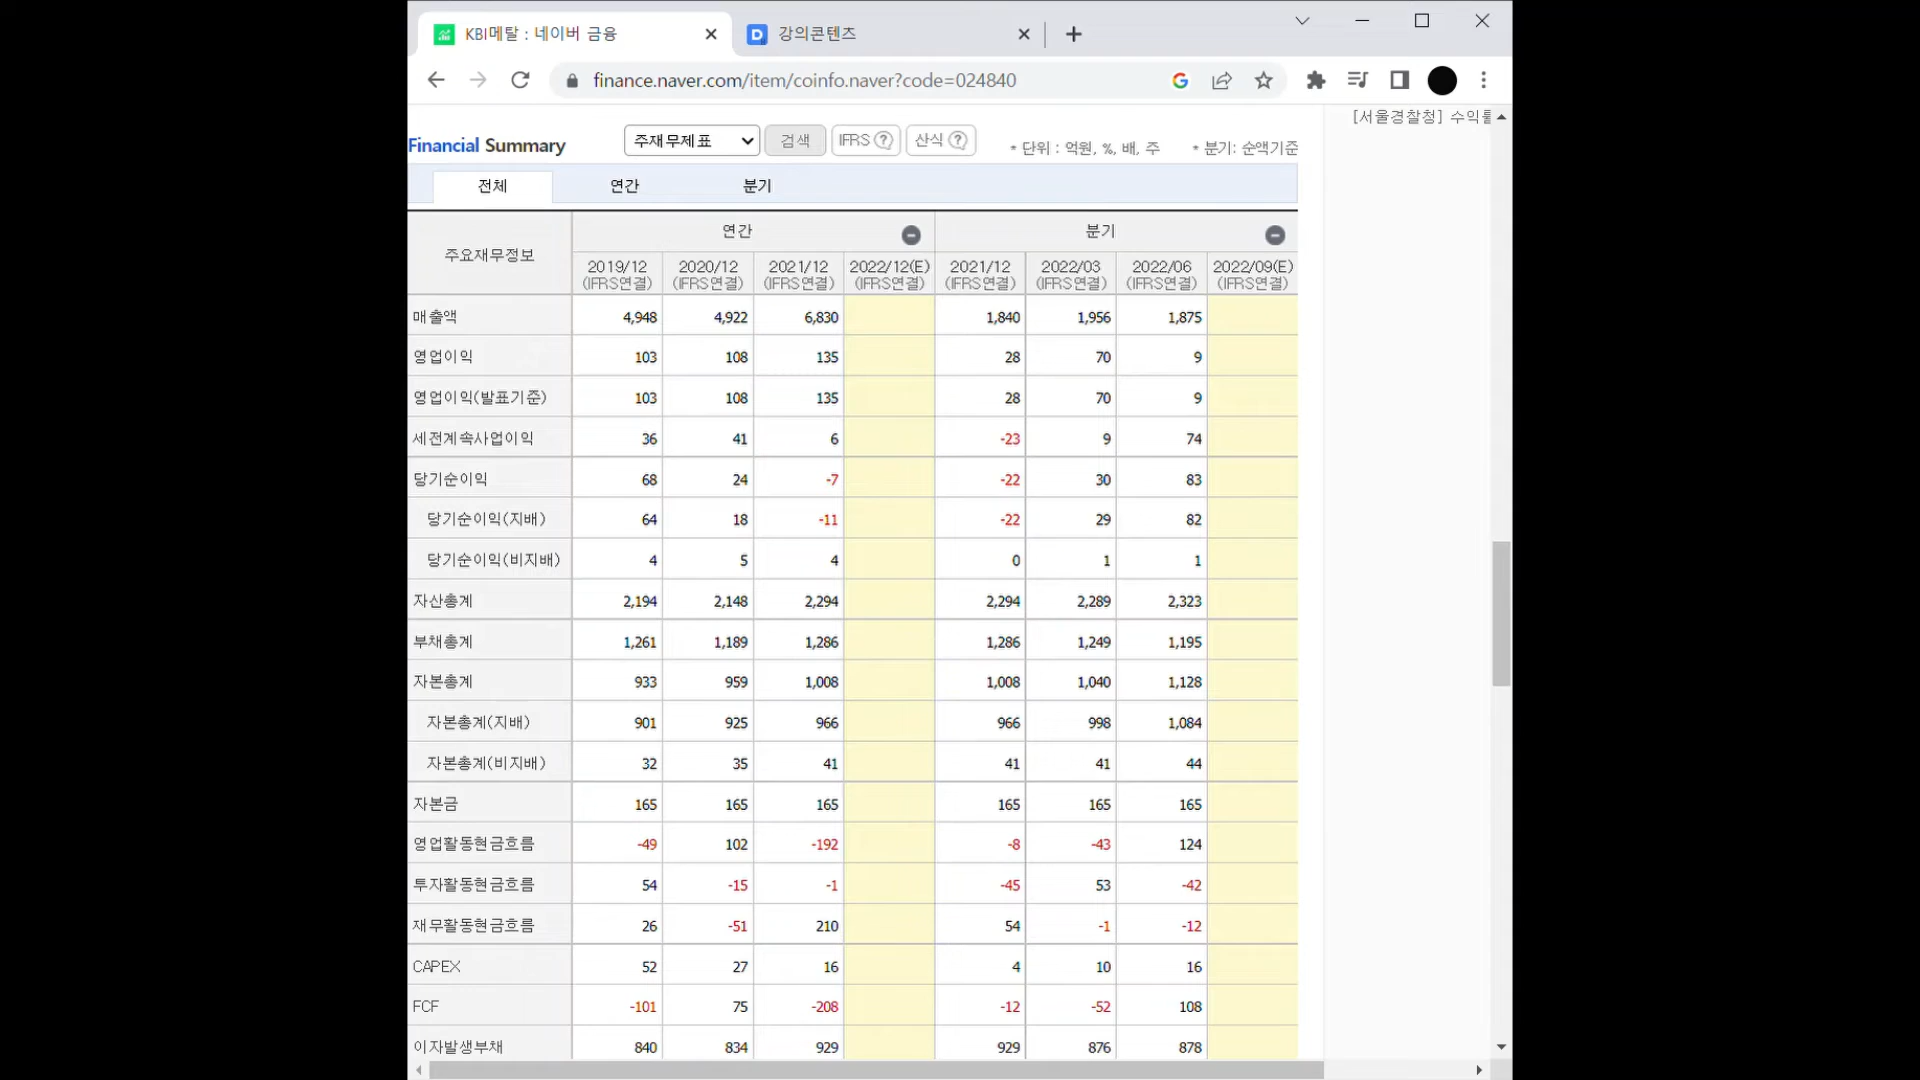 KBI메탈 : 네이버 금융
강의콘텐츠
finance.naver.com/item/coinfo.naver?code=024840
[서울경찰청] 수익률
Financial Summary 주재무제표 검색 IFRS ? 산식 ? * 단위 : 억원, %, 배, 주 * 분기: 순액기준
전체 연간 분기
주요재무정보 연간 분기
2019/12 2020/12 2021/12 2022/12(E) 2021/12 2022/03 2022/06 2022/09(E)
(IFRS연결) (IFRS연결) (IFRS연결) (IFRS연결) (IFRS연결) (IFRS연결) (IFRS연결) (IFRS연결)
매출액 4,948 4,922 6,830 1,840 1,956 1,875
영업이익 103 108 135 28 70 9
영업이익(발표기준) 103 108 135 28 70 9
세전계속사업이익 36 41 6 -23 9 74
당기순이익 68 24 -7 -22 30 83
당기순이익(지배) 64 18 -11 -22 29 82
당기순이익(비지배) 4 5 4 0 1 1
자산총계 2,194 2,148 2,294 2,294 2,289 2,323
부채총계 1,261 1,189 1,286 1,286 1,249 1,195
자본총계 933 959 1,008 1,008 1,040 1,128
자본총계(지배) 901 925 966 966 998 1,084
자본총계(비지배) 32 35 41 41 41 44
자본금 165 165 165 165 165 165
영업활동현금흐름 -49 102 -192 -8 -43 124
투자활동현금흐름 54 -15 -1 -45 53 -42
재무활동현금흐름 26 -51 210 54 -1 -12
CAPEX 52 27 16 4 10 16
FCF -101 75 -208 -12 -52 108
이자발생부채 840 834 929 929 876 878